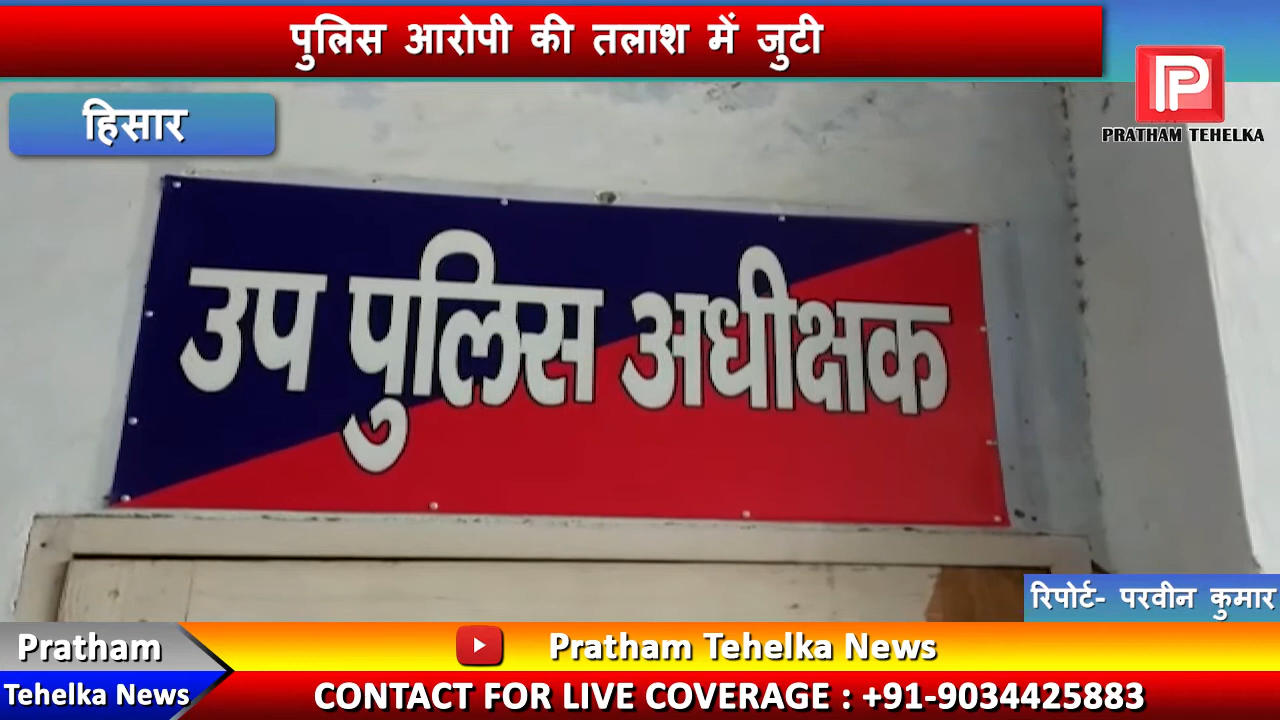 पुलिस आरोपी की तलाश में जुटी
हिसार
PRATHAM TEHELKA
उप पुलिस अधीक्षक
रिपोर्ट- परवीन कुमार
Pratham
Tehelka News
Pratham Tehelka News
CONTACT FOR LIVE COVERAGE : +91-9034425883